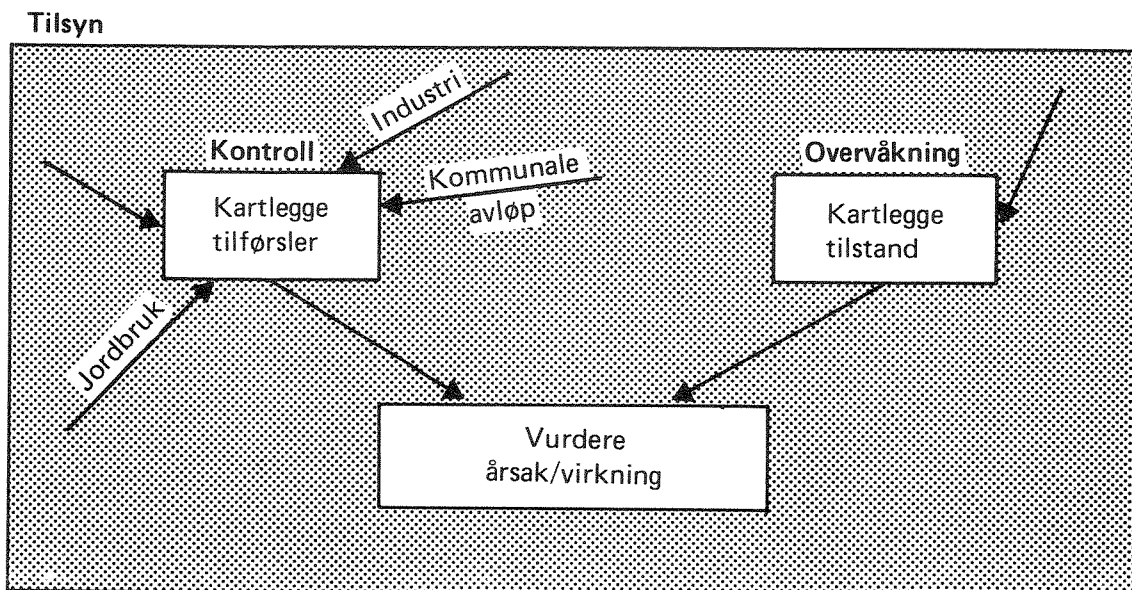 Tilsyn
Industri
Kontroll
Kommunale
avløp
Overvåkning
Kartlegge
tilførsler
Kartlegge
tilstand
Jordbruk
Vurdere
årsak/virkning